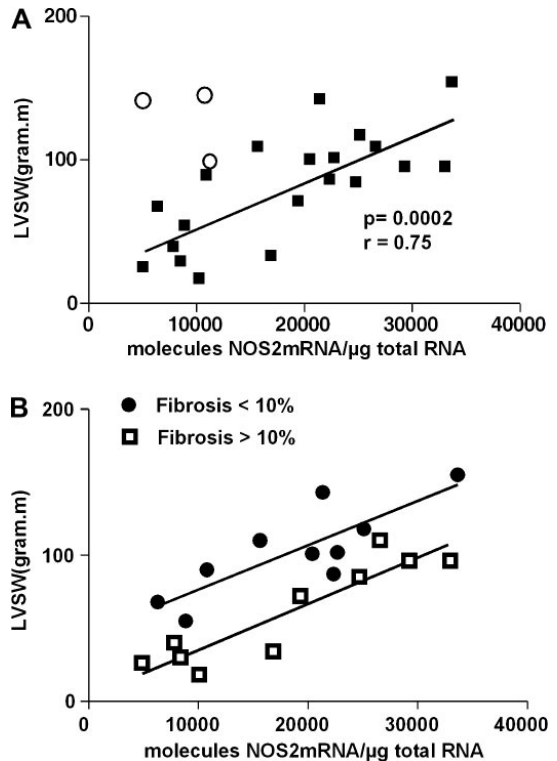 A
200
100
0
LVSW(gram.m)
p= 0.0002
r = 0.75
0 10000 20000 30000 40000
molecules NOS2mRNA/µg total RNA
B
Fibrosis < 10%
Fibrosis > 10%
200
100
0
LVSW(gram.m)
0 10000 20000 30000 40000
molecules NOS2mRNA/µg total RNA